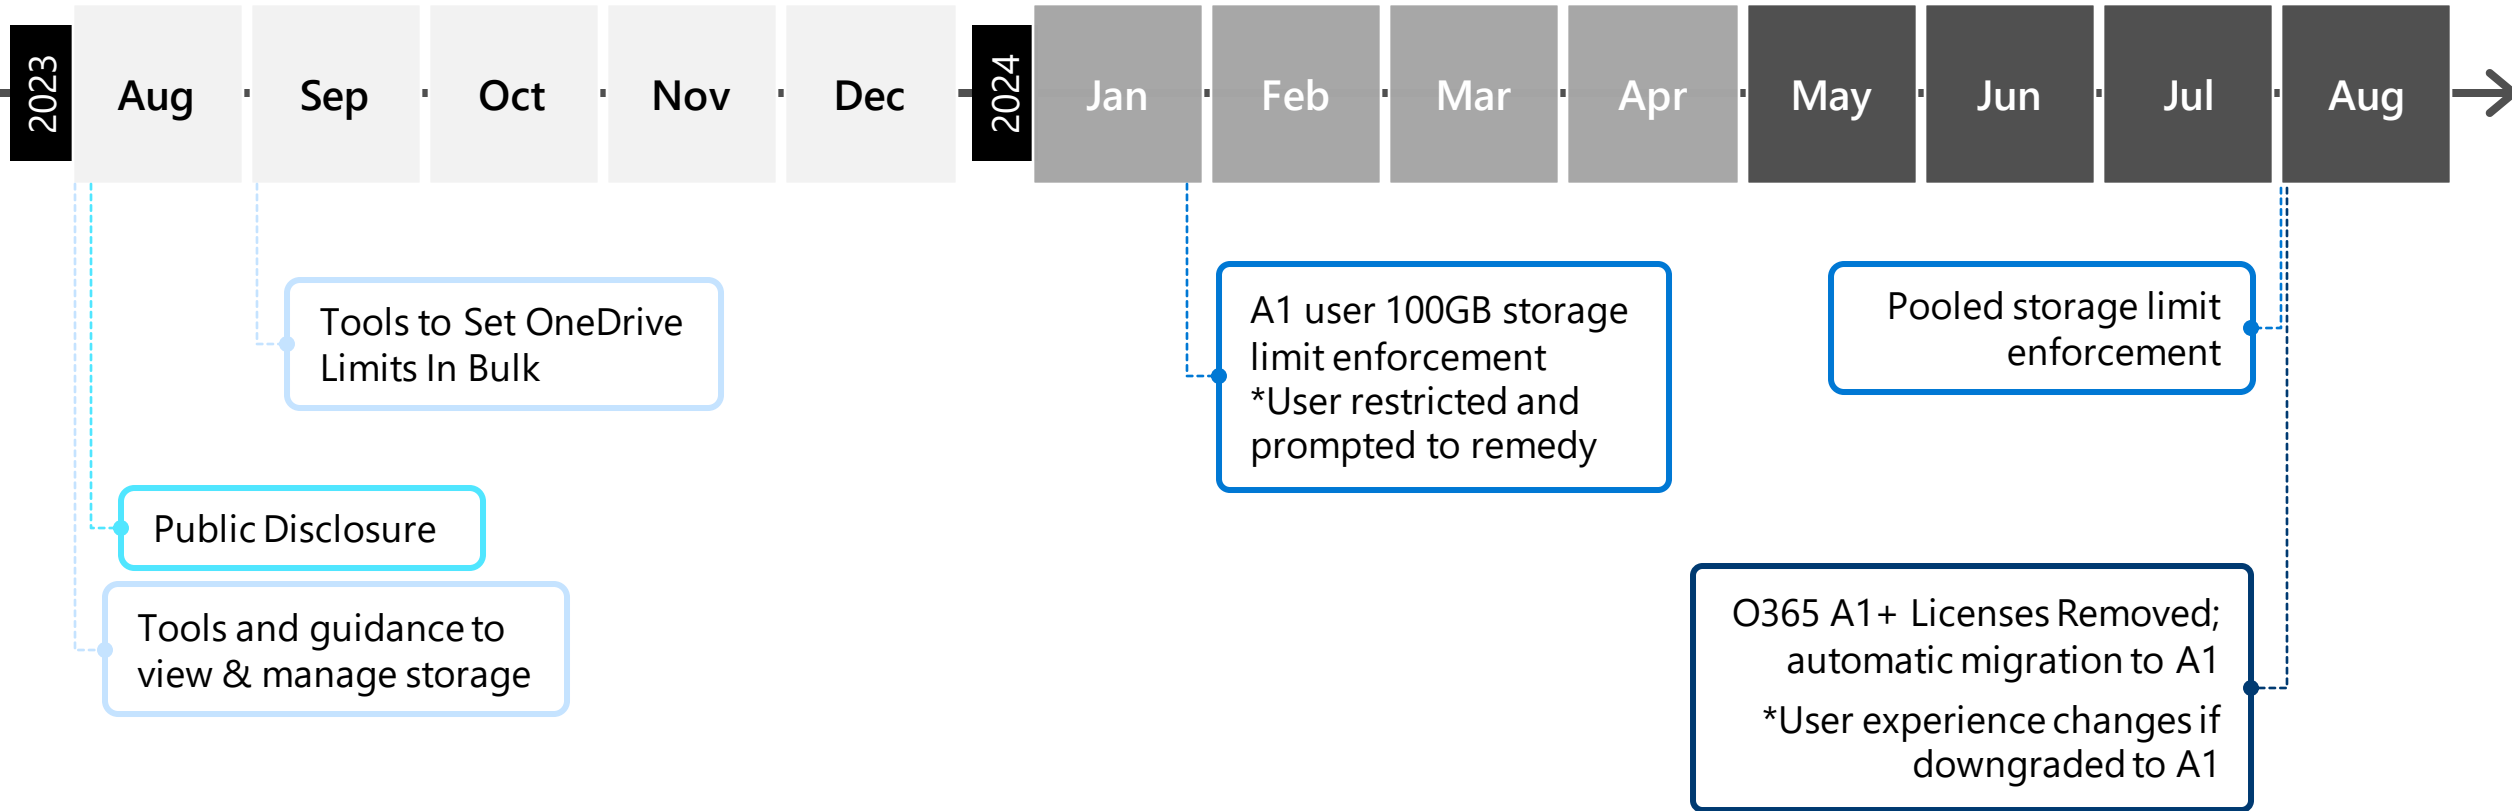 2023
Aug
Sep
Oct
Nov
Dec
2024
Jan
Feb
Mar
Apr
May
Jun
Jul
Aug
Tools to Set OneDrive
Limits In Bulk
A1 user 100GB storage
limit enforcement
*User restricted and
prompted to remedy
Pooled storage limit
enforcement
Public Disclosure
Tools and guidance to
view & manage storage
O365 A1+ Licenses Removed;
automatic migration to A1
*User experience changes if
downgraded to A1